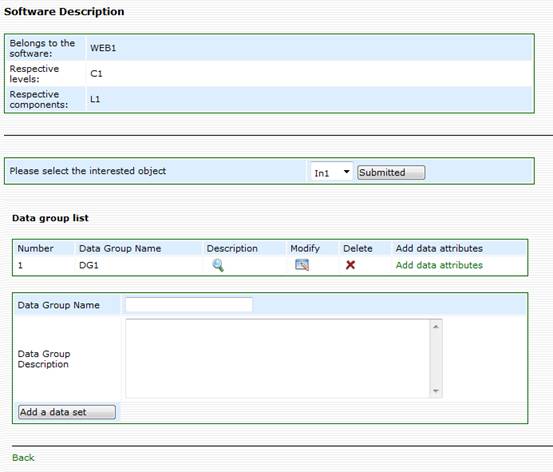 Software Description
Belongs to the software: WEB1
Respective levels: C1
Respective components: L1
Please select the interested object In1 Submitted
Data group list
Number Data Group Name Description Modify Delete Add data attributes
1 DG1 Add data attributes
Data Group Name
Data Group Description
Add a data set
Back